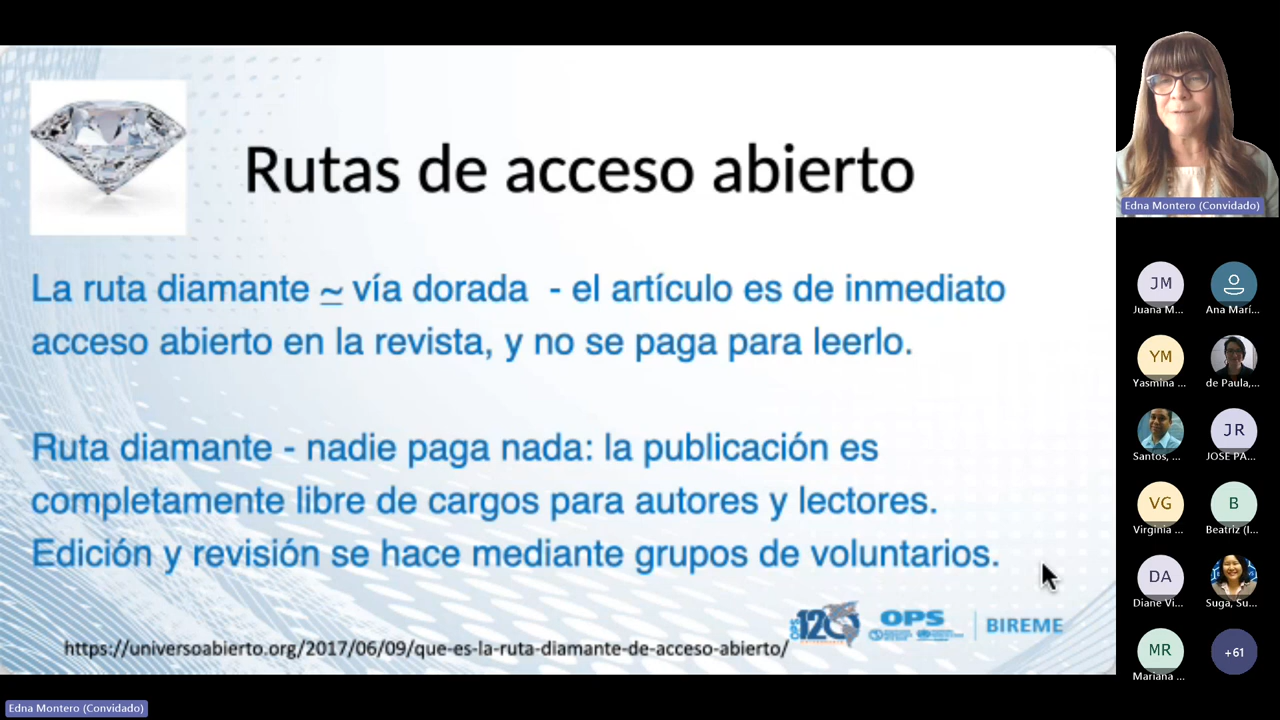 Rutas de acceso abierto
La ruta diamante ~ vía dorada - el artículo es de inmediato
acceso abierto en la revista, y no se paga para leerlo.
Ruta diamante - nadie paga nada: la publicación es
completamente libre de cargos para autores y lectores.
Edición y revisión se hace mediante grupos de voluntarios.
https://universoabierto.org/2017/06/09/que-es-la-ruta-diamante-de-acceso-abierto/
OPS 120
OPS
BIREME
Edna Montero (Convidado)
JM
Juana M...
Ana Marí...
YM
Yasmina ...
de Paula,...
Santos, ...
JR
JOSE PA...
VG
Virginia ...
B
Beatriz (I...
DA
Diane Vi...
Suga, Su...
MR
Mariana ...
+61
Edna Montero (Convidado)